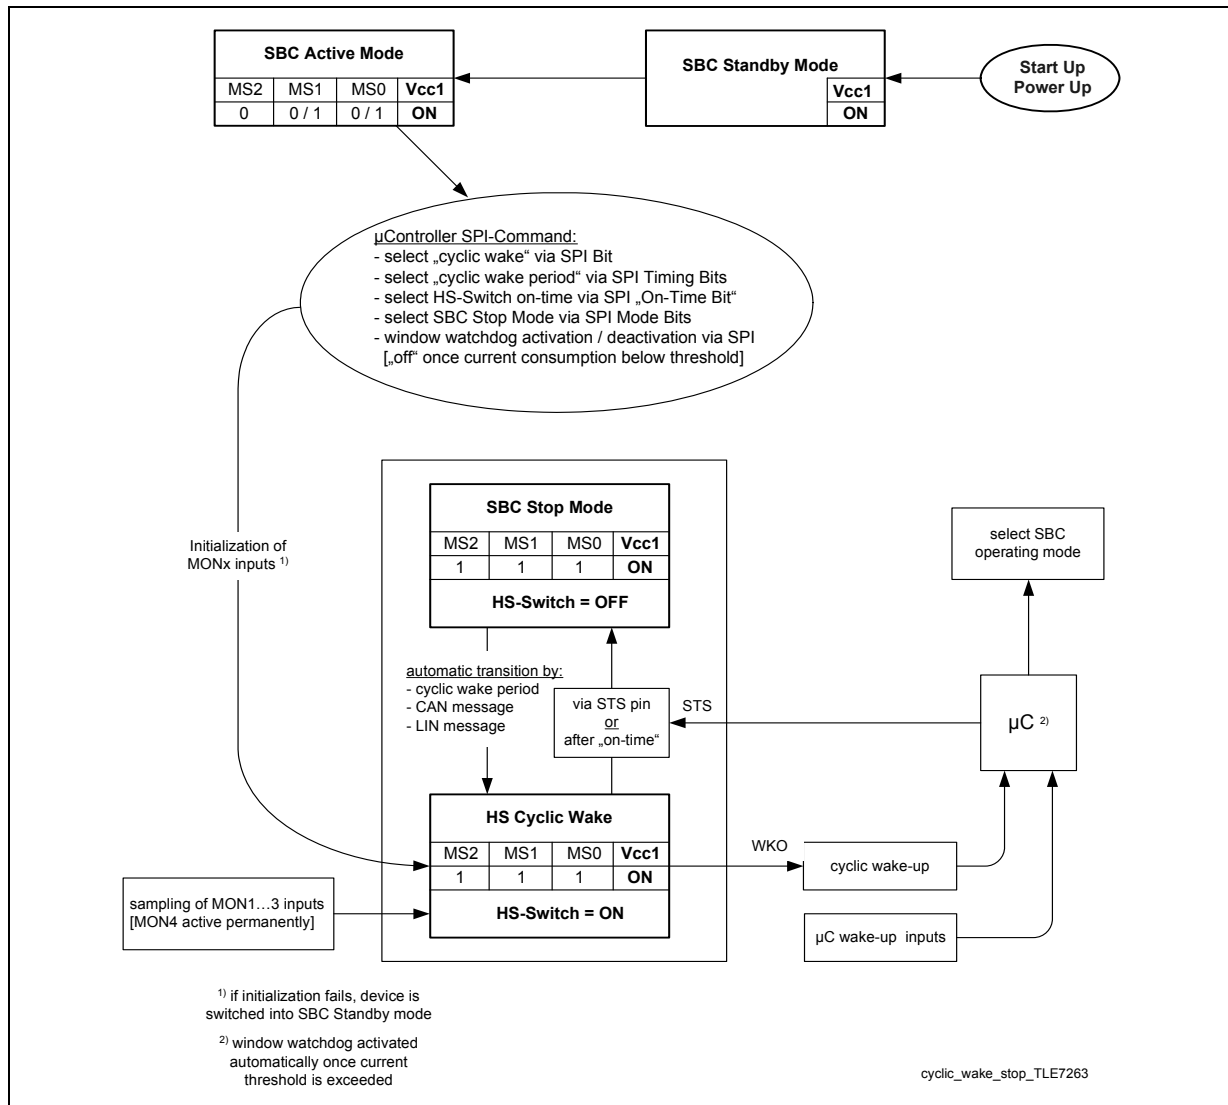 SBC Active Mode
MS2 MS1 MS0 Vcc1
0 0 / 1 0 / 1 ON
SBC Standby Mode
Vcc1
ON
Start Up
Power Up
µController SPI-Command:
- select „cyclic wake“ via SPI Bit
- select „cyclic wake period“ via SPI Timing Bits
- select HS-Switch on-time via SPI „On-Time Bit“
- select SBC Stop Mode via SPI Mode Bits
- window watchdog activation / deactivation via SPI
[„off“ once current consumption below threshold]
Initialization of
MONx inputs 1)
SBC Stop Mode
MS2 MS1 MS0 Vcc1
1 1 1 ON
HS-Switch = OFF
automatic transition by:
- cyclic wake period
- CAN message
- LIN message
via STS pin
or
after „on-time“
STS
select SBC
operating mode
µC 2)
HS Cyclic Wake
MS2 MS1 MS0 Vcc1
1 1 1 ON
HS-Switch = ON
WKO
cyclic wake-up
µC wake-up inputs
sampling of MON1...3 inputs
[MON4 active permanently]
1) if initialization fails, device is
switched into SBC Standby mode
2) window watchdog activated
automatically once current
threshold is exceeded
cyclic_wake_stop_TLE7263